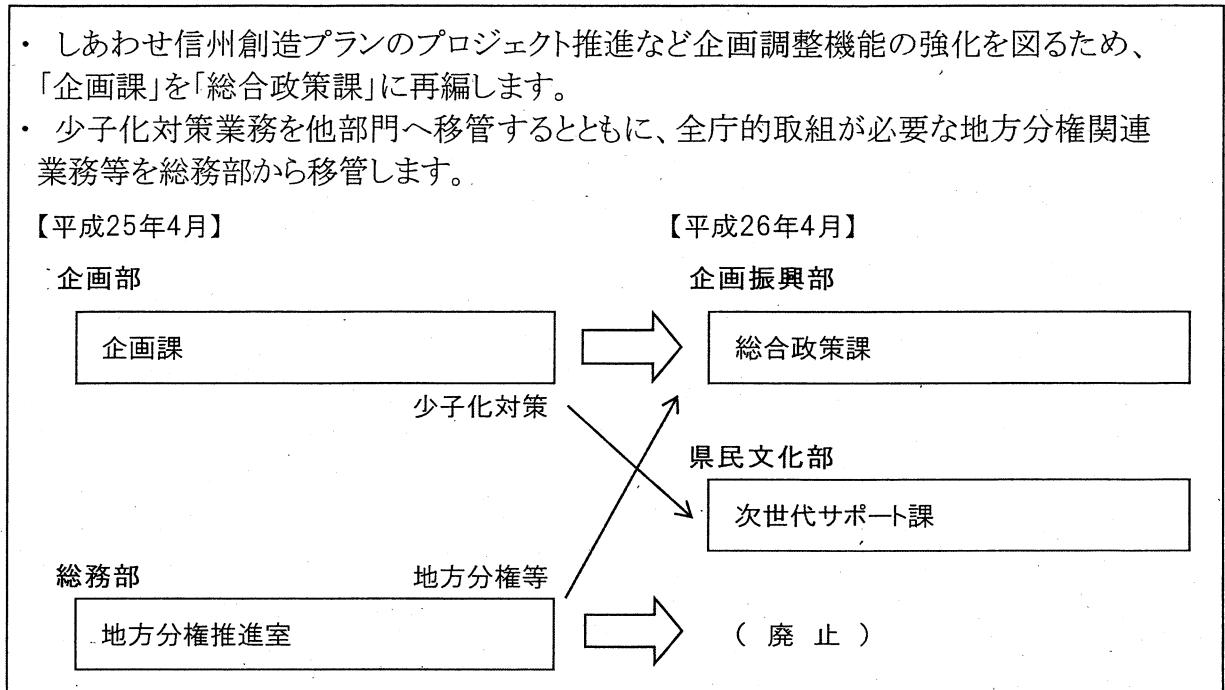 ・ しあわせ信州創造プランのプロジェクト推進など企画調整機能の強化を図るため、
「企画課」を「総合政策課」に再編します。
・ 少子化対策業務を他部門へ移管するとともに、全庁的取組が必要な地方分権関連
業務等を総務部から移管します。
【平成25年4月】
【平成26年4月】
企画部
企画振興部
企画課
総合政策課
少子化対策
県民文化部
次世代サポート課
総務部
地方分権等
地方分権推進室
( 廃 止 )